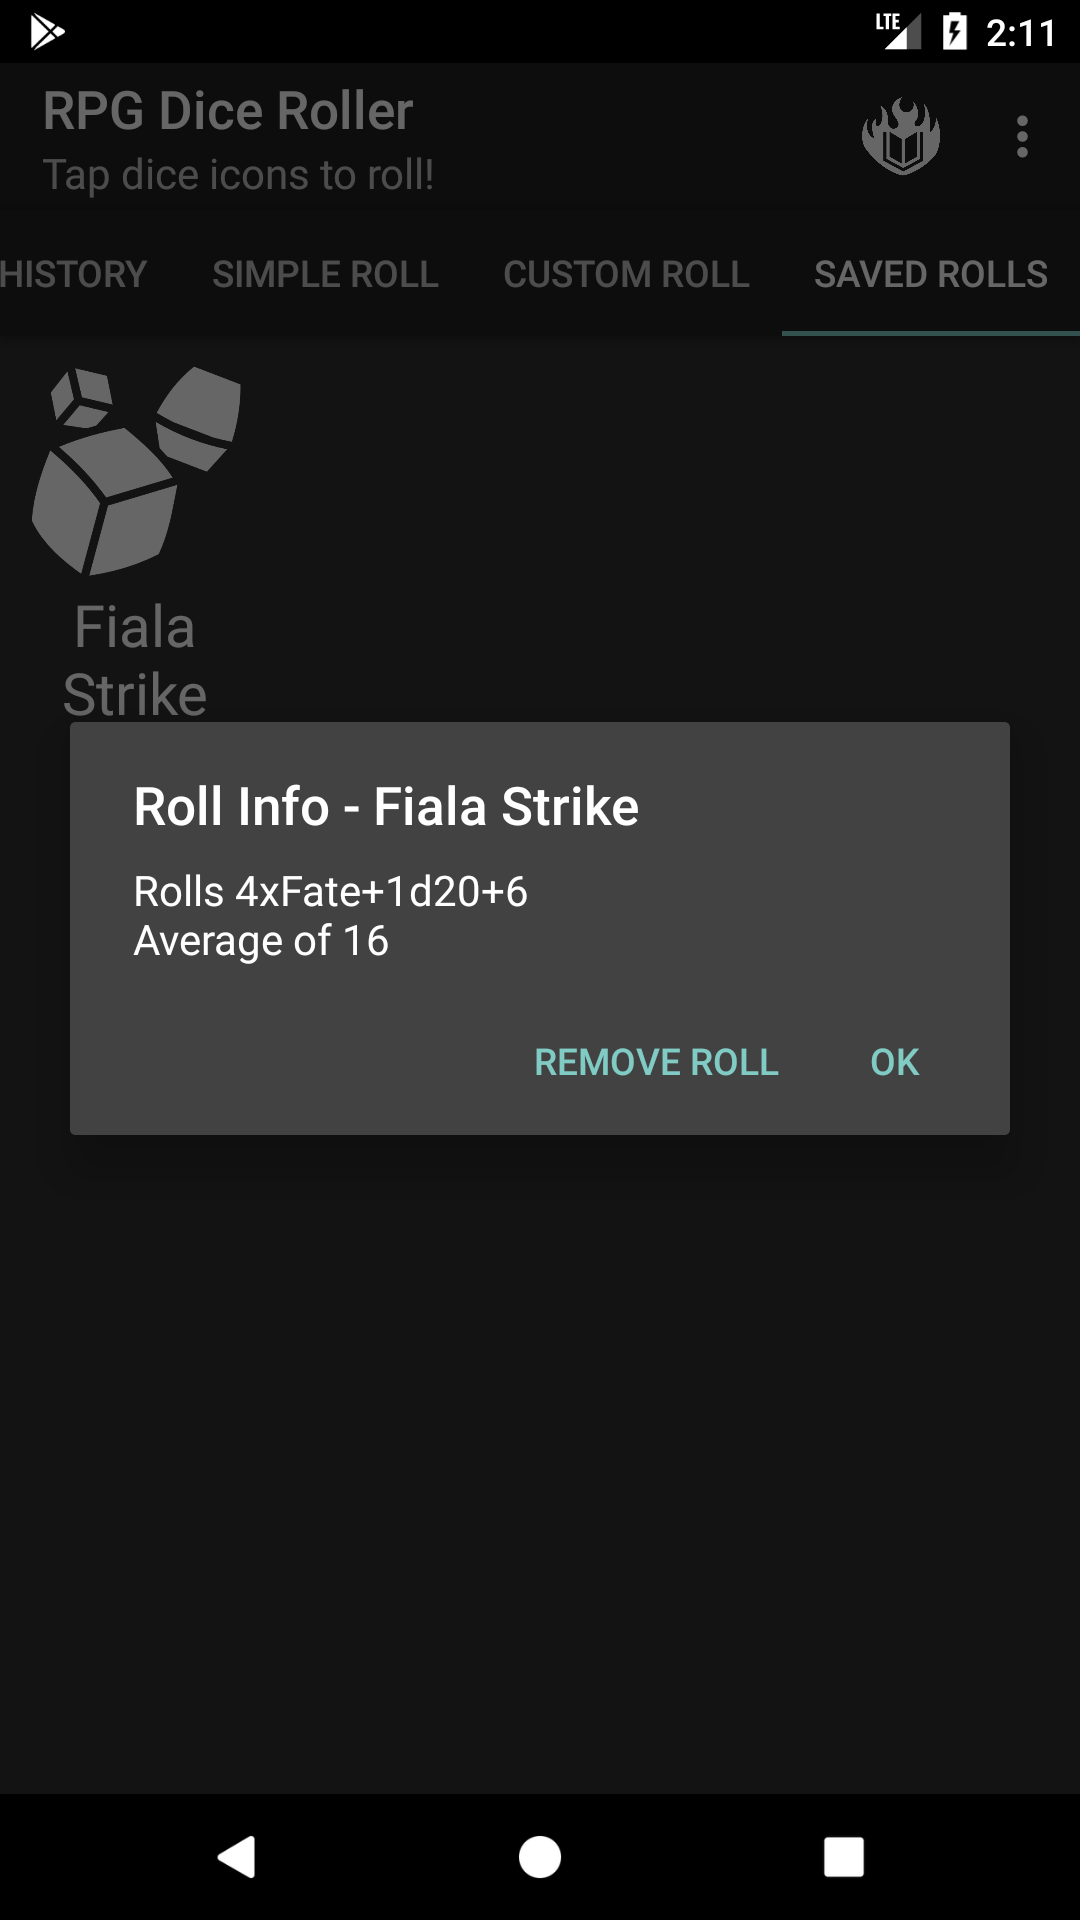 LTE 2:11
RPG Dice Roller
Tap dice icons to roll!
HISTORY SIMPLE ROLL CUSTOM ROLL SAVED ROLLS
Fiala
Strike
Roll Info - Fiala Strike
Rolls 4xFate+1d20+6
Average of 16
REMOVE ROLL OK